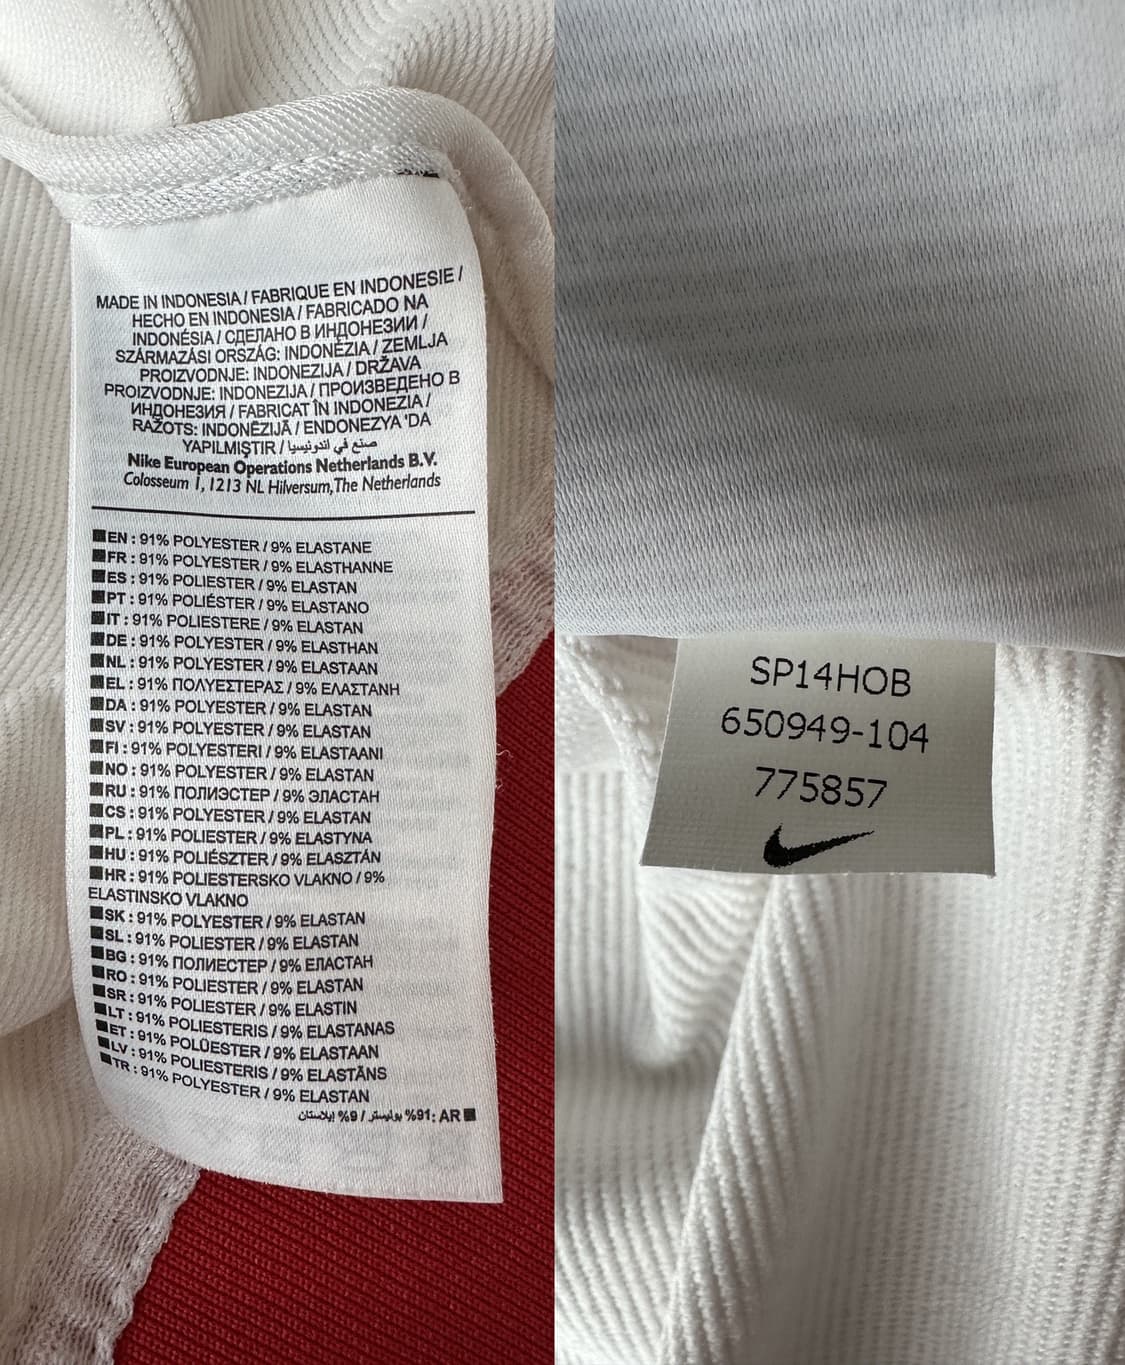 MADE IN INDONESIA / FABRIQUE EN INDONESIE /
HECHO EN INDONESIA / FABRICADO NA
INDONÉSIA / СДЕЛАНО В ИНДОНЕЗИИ /
SZÁRMAZÁSI ORSZÁG: INDONÉZIA / ZEMLJA
PROIZVODNJE: INDONEZIJA / DRŽAVA
PROIZVODNJE: INDONEZIJA / ПРОИЗВЕДЕНО В
ИНДОНЕЗИЯ / FABRICAT ÎN INDONEZIA /
RAŽOTS: INDONĒZIJĀ / ENDONEZYA 'DA
YAPILMIŞTIR / صنع في اندونيسيا
Nike European Operations Netherlands B.V.
Colosseum 1, 1213 NL Hilversum, The Netherlands
EN : 91% POLYESTER / 9% ELASTANE
FR : 91% POLYESTER / 9% ELASTHANNE
ES : 91% POLIESTER / 9% ELASTAN
PT : 91% POLIÉSTER / 9% ELASTANO
IT : 91% POLIESTERE / 9% ELASTAN
DE : 91% POLYESTER / 9% ELASTHAN
NL : 91% POLYESTER / 9% ELASTAAN
EL : 91% ΠΟΛΥΕΣΤΕΡΑΣ / 9% ΕΛΑΣΤΑΝΗ
DA : 91% POLYESTER / 9% ELASTAN
SV : 91% POLYESTER / 9% ELASTAN
FI : 91% POLYESTERI / 9% ELASTAANI
NO : 91% POLYESTER / 9% ELASTAN
RU : 91% ПОЛИЭСТЕР / 9% ЭЛАСТАН
CS : 91% POLYESTER / 9% ELASTAN
PL : 91% POLIESTER / 9% ELASTYNA
HU : 91% POLIÉSZTER / 9% ELASZTÁN
HR : 91% POLIESTERSKO VLAKNO / 9%
ELASTINSKO VLAKNO
SK : 91% POLYESTER / 9% ELASTAN
SL : 91% POLIESTER / 9% ELASTAN
BG : 91% ПОЛИЕСТЕР / 9% ЕЛАСТАН
RO : 91% POLIESTER / 9% ELASTAN
SR : 91% POLIESTER / 9% ELASTIN
LT : 91% POLIESTERIS / 9% ELASTANAS
ET : 91% POLÜESTER / 9% ELASTAAN
LV : 91% POLIESTERIS / 9% ELASTĀNS
TR : 91% POLYESTER / 9% ELASTAN
AR :91% بوليستر / 9% إيلاستان
SP14HOB
650949-104
775857